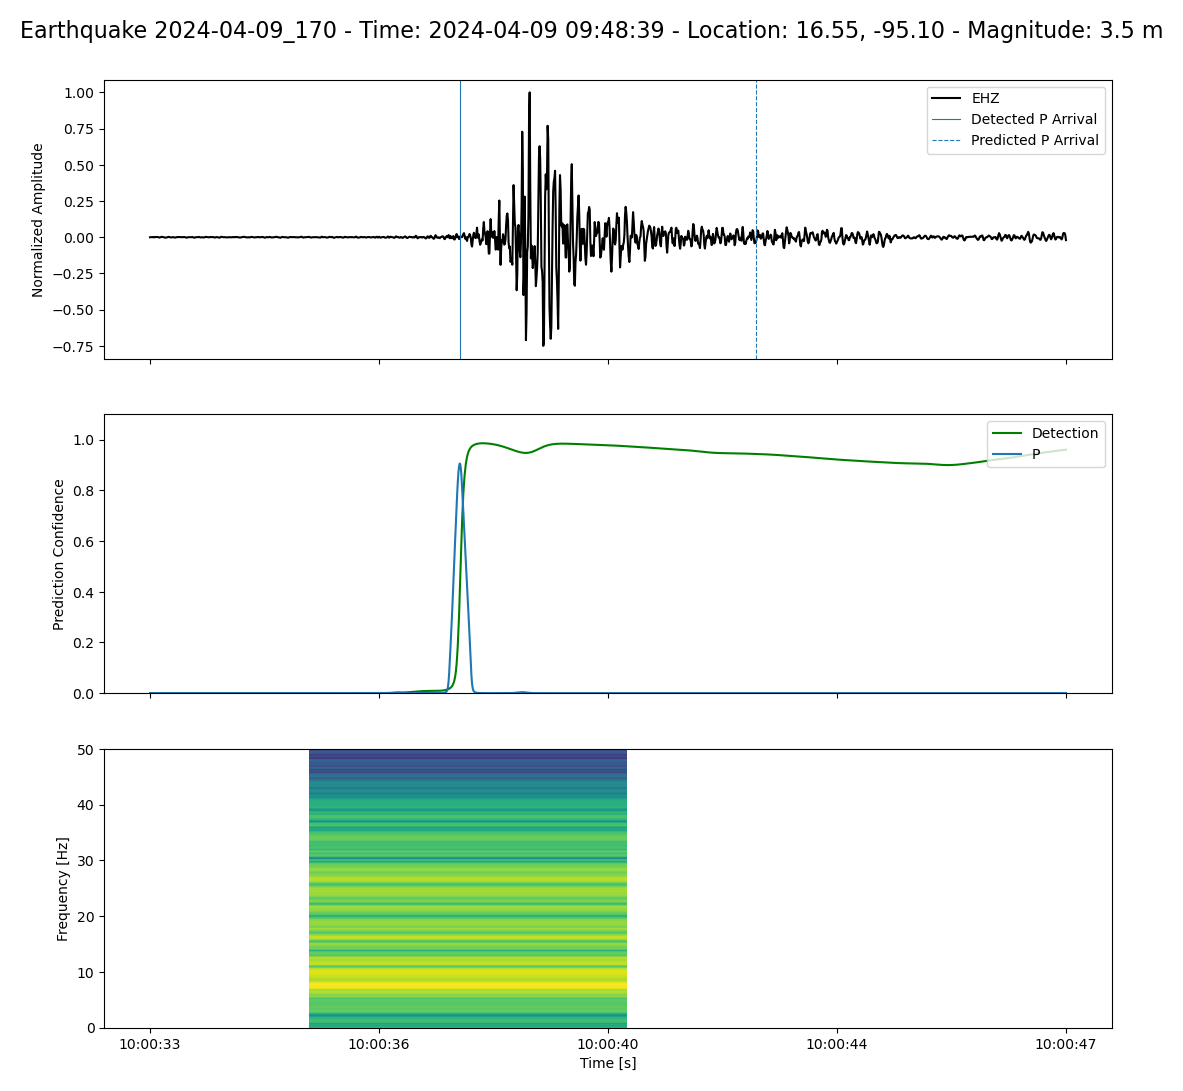 Earthquake 2024-04-09_170 - Time: 2024-04-09 09:48:39 - Location: 16.55, -95.10 - Magnitude: 3.5 m
Normalized Amplitude
1.00
0.75
0.50
0.25
0.00
−0.25
−0.50
−0.75
EHZ
Detected P Arrival
Predicted P Arrival
Prediction Confidence
1.0
0.8
0.6
0.4
0.2
0.0
Detection
P
Frequency [Hz]
50
40
30
20
10
0
10:00:33 10:00:36 10:00:40 10:00:44 10:00:47
Time [s]